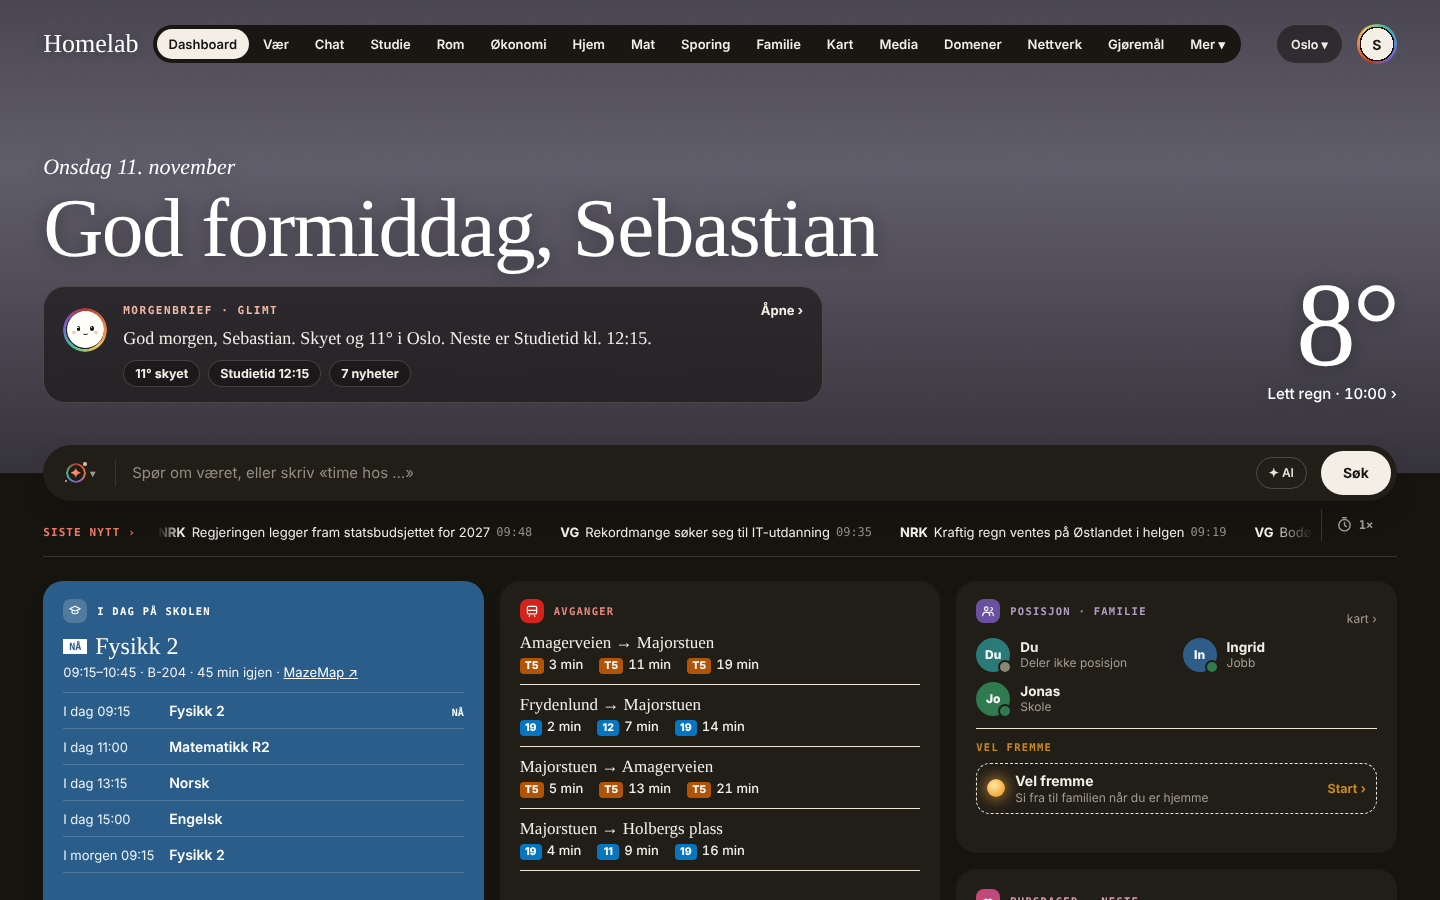 Homelab
Dashboard Vær Chat Studie Rom Økonomi Hjem Mat Sporing Familie Kart Media Domener Nettverk Gjøremål Mer ▾
Oslo ▾
S
Onsdag 11. november
God formiddag, Sebastian
MORGENBRIEF · GLIMT
Åpne ›
God morgen, Sebastian. Skyet og 11° i Oslo. Neste er Studietid kl. 12:15.
11° skyet Studietid 12:15 7 nyheter
8°
Lett regn · 10:00 ›
Spør om været, eller skriv «time hos ...»
✦ AI
Søk
SISTE NYTT ›
NRK Regjeringen legger fram statsbudsjettet for 2027 09:48 VG Rekordmange søker seg til IT-utdanning 09:35 NRK Kraftig regn ventes på Østlandet i helgen 09:19 VG
1×
I DAG PÅ SKOLEN
NÅ Fysikk 2
09:15–10:45 · B-204 · 45 min igjen · MazeMap ↗
I dag 09:15 Fysikk 2 NÅ
I dag 11:00 Matematikk R2
I dag 13:15 Norsk
I dag 15:00 Engelsk
I morgen 09:15 Fysikk 2
AVGANGER
Amagerveien → Majorstuen
T5 3 min T5 11 min T5 19 min
Frydenlund → Majorstuen
19 2 min 12 7 min 19 14 min
Majorstuen → Amagerveien
T5 5 min T5 13 min T5 21 min
Majorstuen → Holbergs plass
19 4 min 11 9 min 19 16 min
POSISJON · FAMILIE
kart ›
Du Du
Deler ikke posisjon
In Ingrid
Jobb
Jo Jonas
Skole
VEL FREMME
Vel fremme
Si fra til familien når du er hjemme
Start ›